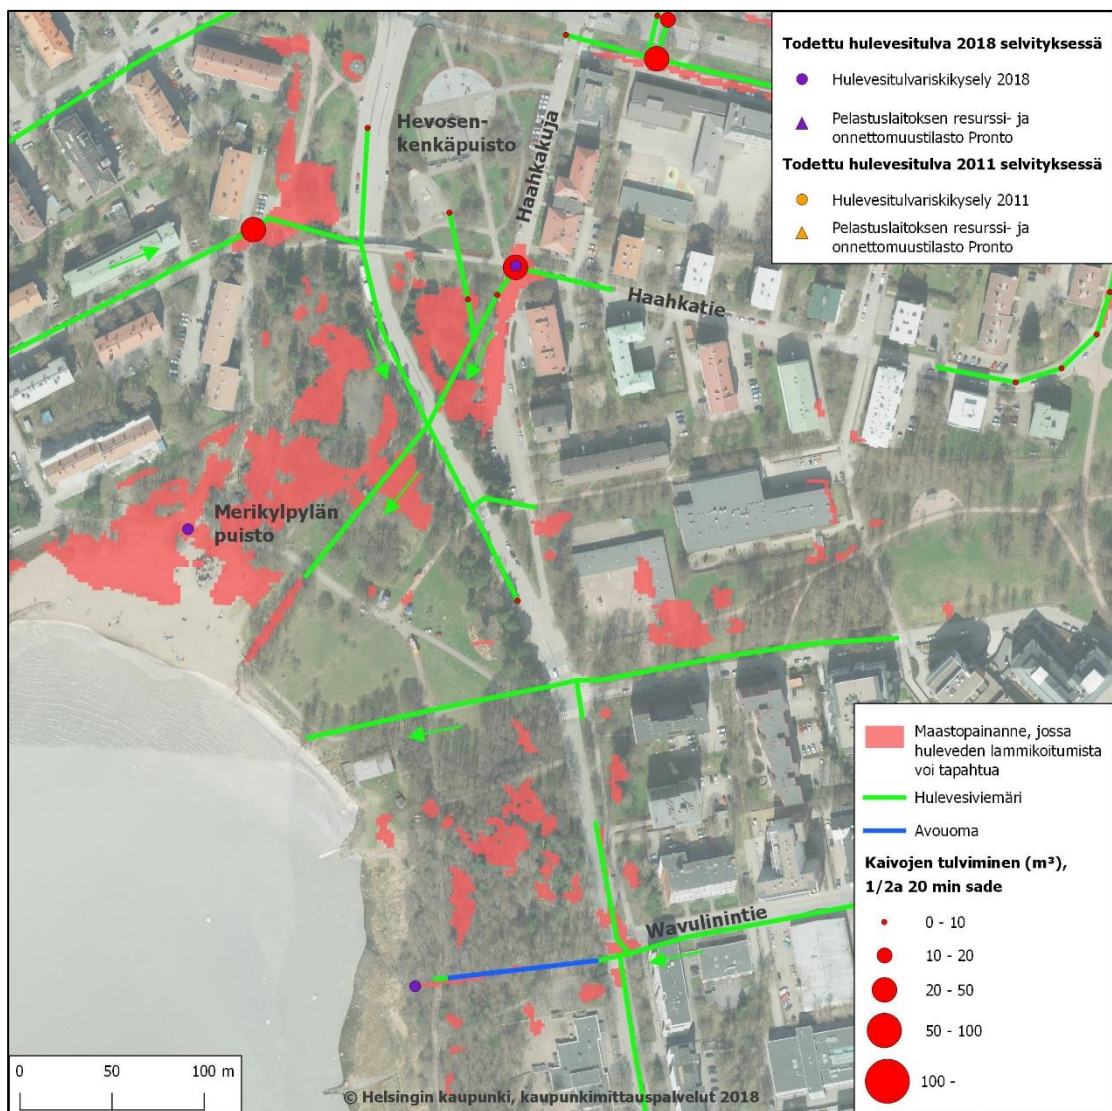 Todettu hulevesitulva 2018 selvityksessä
Hulevesitulvariskikysely 2018
Pelastuslaitoksen resurssi- ja
onnettomuustilasto Pronto
Todettu hulevesitulva 2011 selvityksessä
Hulevesitulvariskikysely 2011
Pelastuslaitoksen resurssi- ja
onnettomuustilasto Pronto
Hevosen-
kenkäpuisto
Haahkakuja
Haahkatie
Merikylpylän
puisto
Wavulinintie
Maastopainanne, jossa
huleveden lammikoitumista
voi tapahtua
Hulevesiviemäri
Avouoma
Kaivojen tulviminen (m³),
1/2a 20 min sade
0 - 10
10 - 20
20 - 50
50 - 100
100 -
0 50 100 m
© Helsingin kaupunki, kaupunkimittauspalvelut 2018